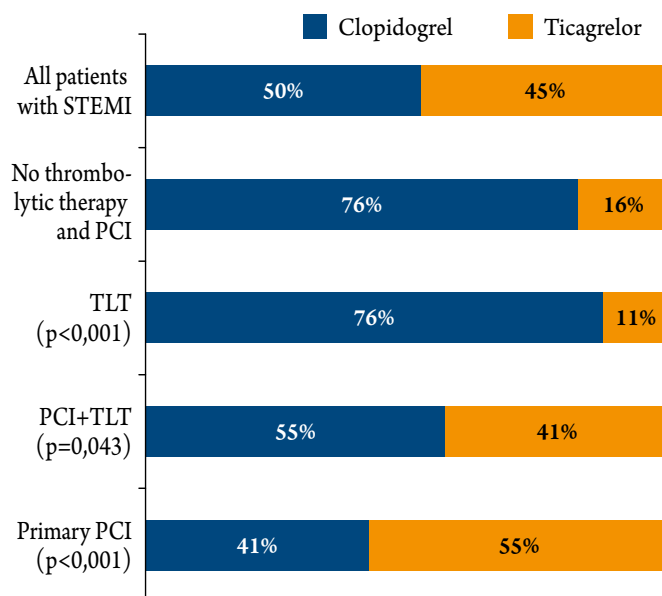 Clopidogrel Ticagrelor
All patients
with STEMI
50% 45%
No thrombo-
lytic therapy
and PCI
76% 16%
TLT
(p<0,001)
76% 11%
PCI+TLT
(p=0,043)
55% 41%
Primary PCI
(p<0,001)
41% 55%